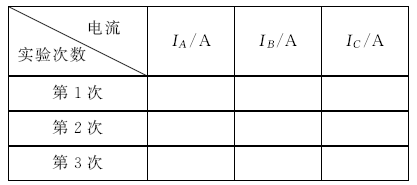 电流
实验次数
I_A/A
I_B/A
I_C/A
第1次
第2次
第3次